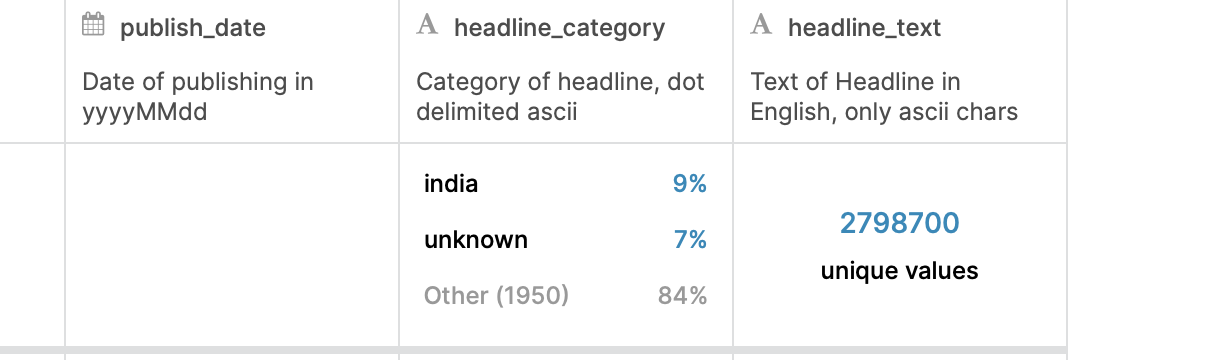 publish_date
Date of publishing in
yyyyMMdd
headline_category
Category of headline, dot
delimited ascii
india 9%
unknown 7%
Other (1950) 84%
headline_text
Text of Headline in
English, only ascii chars
2798700
unique values